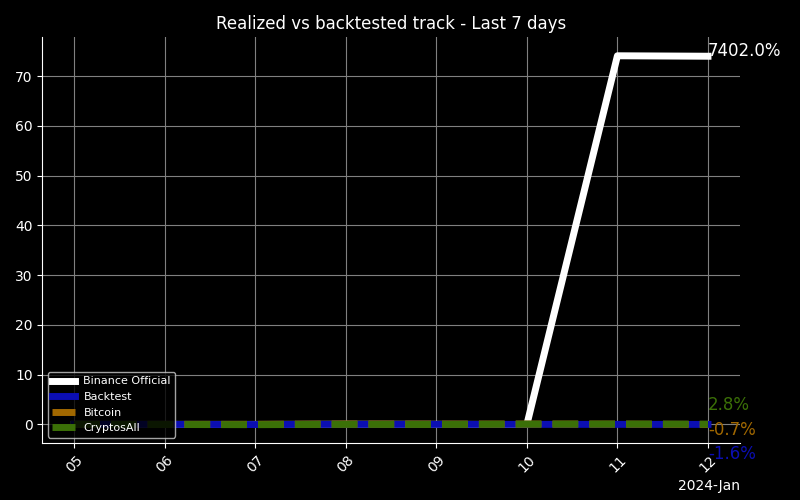 Realized vs backtested track - Last 7 days
7402.0%
70
60
50
40
30
20
10
0
Binance Official
Backtest
Bitcoin
CryptosAll
2.8%
-0.7%
-1.6%
05 06 07 08 09 10 11 12
2024-Jan